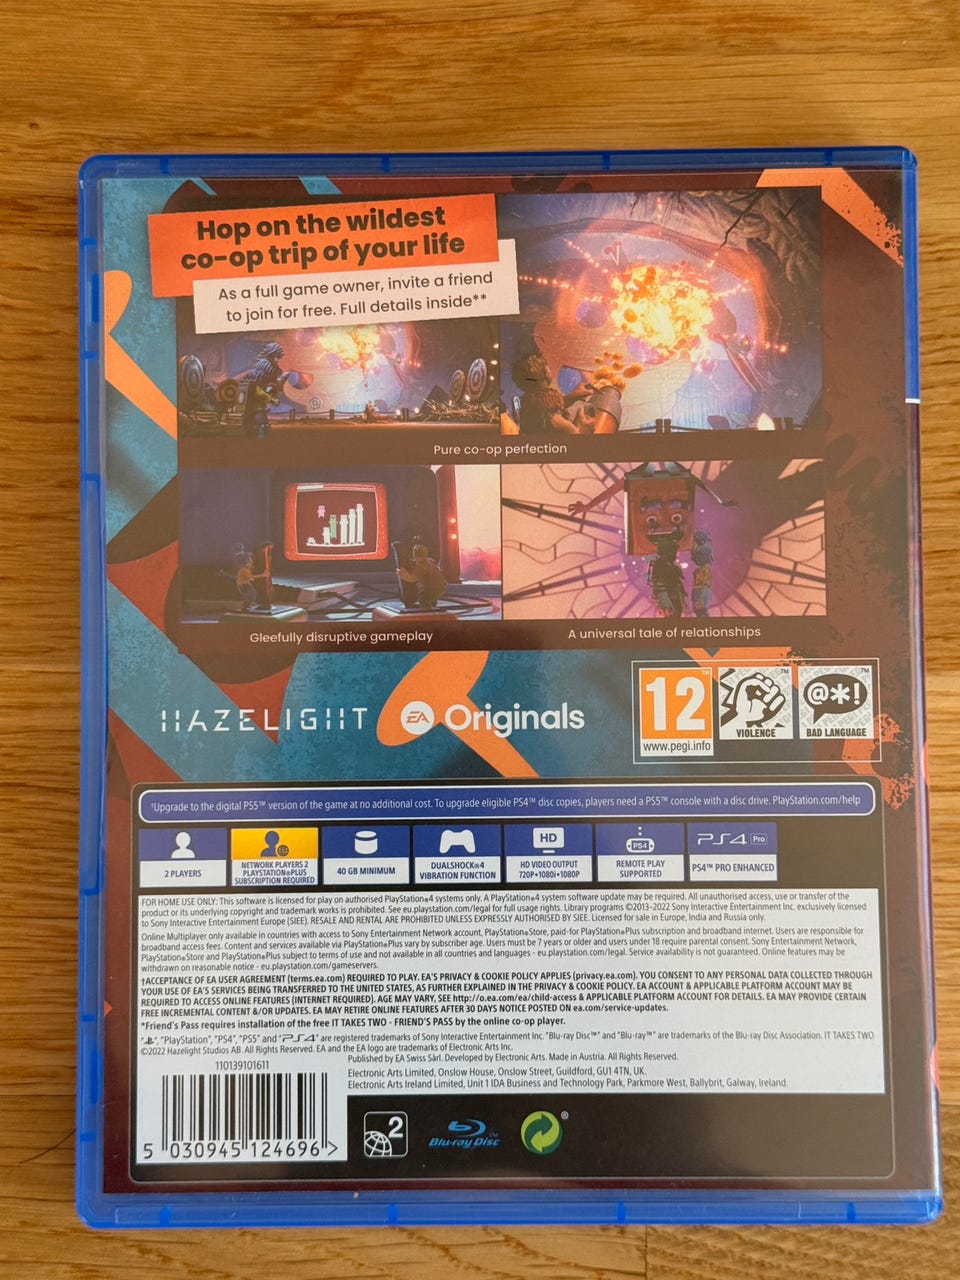 Hop on the wildest
co-op trip of your life
As a full game owner, invite a friend
to join for free. Full details inside**
Pure co-op perfection
Gleefully disruptive gameplay
A universal tale of relationships
HAZELIGHT
EA Originals
12
www.pegi.info
VIOLENCE
@*!
BAD LANGUAGE
†Upgrade to the digital PS5™ version of the game at no additional cost. To upgrade eligible PS4™ disc copies, players need a PS5™ console with a disc drive. PlayStation.com/help
2 PLAYERS
NETWORK PLAYERS 2
PLAYSTATION®PLUS
SUBSCRIPTION REQUIRED
40 GB MINIMUM
DUALSHOCK®4
VIBRATION FUNCTION
HD
HD VIDEO OUTPUT
720P•1080i•1080P
PS4
REMOTE PLAY
SUPPORTED
PS4 Pro
PS4™ PRO ENHANCED
FOR HOME USE ONLY: This software is licensed for play on authorised PlayStation®4 systems only. A PlayStation®4 system software update may be required. All unauthorised access, use or transfer of the
product or its underlying copyright and trademark works is prohibited. See eu.playstation.com/legal for full usage rights. Library programs ©2013-2022 Sony Interactive Entertainment Inc. exclusively licensed
to Sony Interactive Entertainment Europe (SIEE). RESALE AND RENTAL ARE PROHIBITED UNLESS EXPRESSLY AUTHORISED BY SIEE. Licensed for sale in Europe, India and Russia only.
Online Multiplayer only available in countries with access to Sony Entertainment Network account, PlayStation®Store, paid-for PlayStation®Plus subscription and broadband internet. Users are responsible for
broadband access fees. Content and services available via PlayStation®Plus vary by subscriber age. Users must be 7 years or older and users under 18 require parental consent. Sony Entertainment Network,
PlayStation®Store and PlayStation®Plus subject to terms of use and not available in all countries and languages - eu.playstation.com/legal. Service availability is not guaranteed. Online features may be
withdrawn on reasonable notice - eu.playstation.com/gameservers.
†ACCEPTANCE OF EA USER AGREEMENT (terms.ea.com) REQUIRED TO PLAY. EA'S PRIVACY & COOKIE POLICY APPLIES (privacy.ea.com). YOU CONSENT TO ANY PERSONAL DATA COLLECTED THROUGH
YOUR USE OF EA'S SERVICES BEING TRANSFERRED TO THE UNITED STATES, AS FURTHER EXPLAINED IN THE PRIVACY & COOKIE POLICY. EA ACCOUNT & APPLICABLE PLATFORM ACCOUNT MAY BE
REQUIRED TO ACCESS ONLINE FEATURES (INTERNET REQUIRED). AGE MAY VARY, SEE http://o.ea.com/ea/child-access & APPLICABLE PLATFORM ACCOUNT FOR DETAILS. EA MAY PROVIDE CERTAIN
FREE INCREMENTAL CONTENT &/OR UPDATES. EA MAY RETIRE ONLINE FEATURES AFTER 30 DAYS NOTICE POSTED ON ea.com/service-updates.
*Friend's Pass requires installation of the free IT TAKES TWO - FRIEND'S PASS by the online co-op player.
"PlayStation", "PS4", "PS5" and "PS4" are registered trademarks of Sony Interactive Entertainment Inc. "Blu-ray Disc™" and "Blu-ray™" are trademarks of the Blu-ray Disc Association. IT TAKES TWO
©2022 Hazelight Studios AB. All Rights Reserved. EA and the EA logo are trademarks of Electronic Arts Inc.
Published by EA Swiss Sàrl. Developed by Electronic Arts. Made in Austria. All Rights Reserved.
Electronic Arts Limited, Onslow House, Onslow Street, Guildford, GU1 4TN, UK.
Electronic Arts Ireland Limited, Unit 1 IDA Business and Technology Park, Parkmore West, Ballybrit, Galway, Ireland.
110139101611
5 030945 124696 >
2
Blu-ray Disc™
®